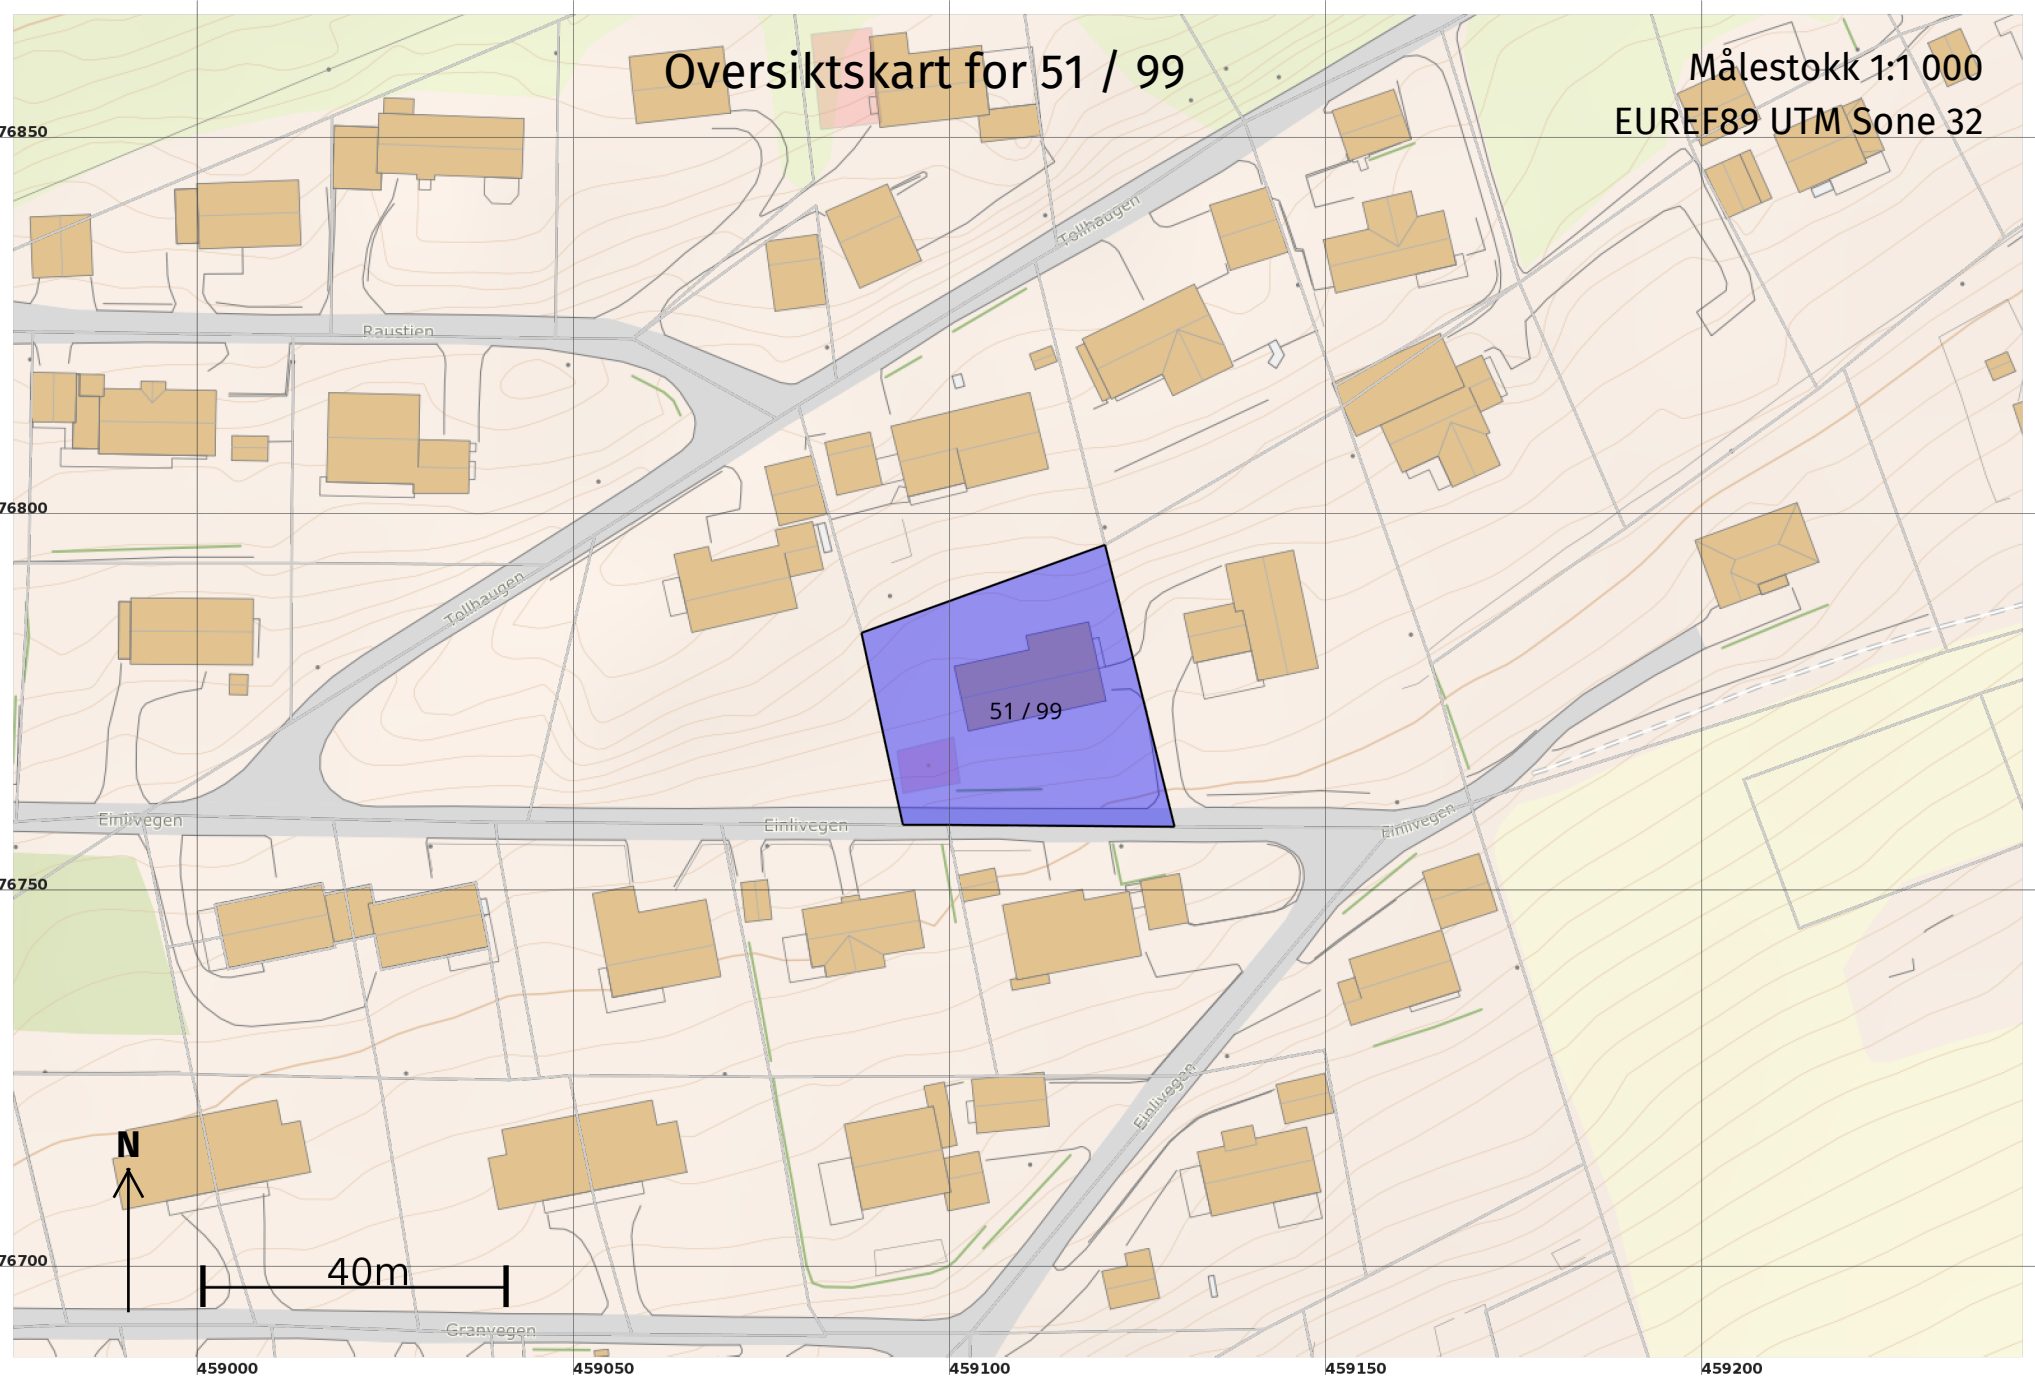 Oversiktskart for 51 / 99
Målestokk 1:1 000
EUREF89 UTM Sone 32
76850
Tollhaugen
Raustien
76800
Tollhaugen
51 / 99
Einlivegen
Einlivegen
Einlivegen
76750
Einlivegen
N
76700
40m
Granvegen
459000
459050
459100
459150
459200